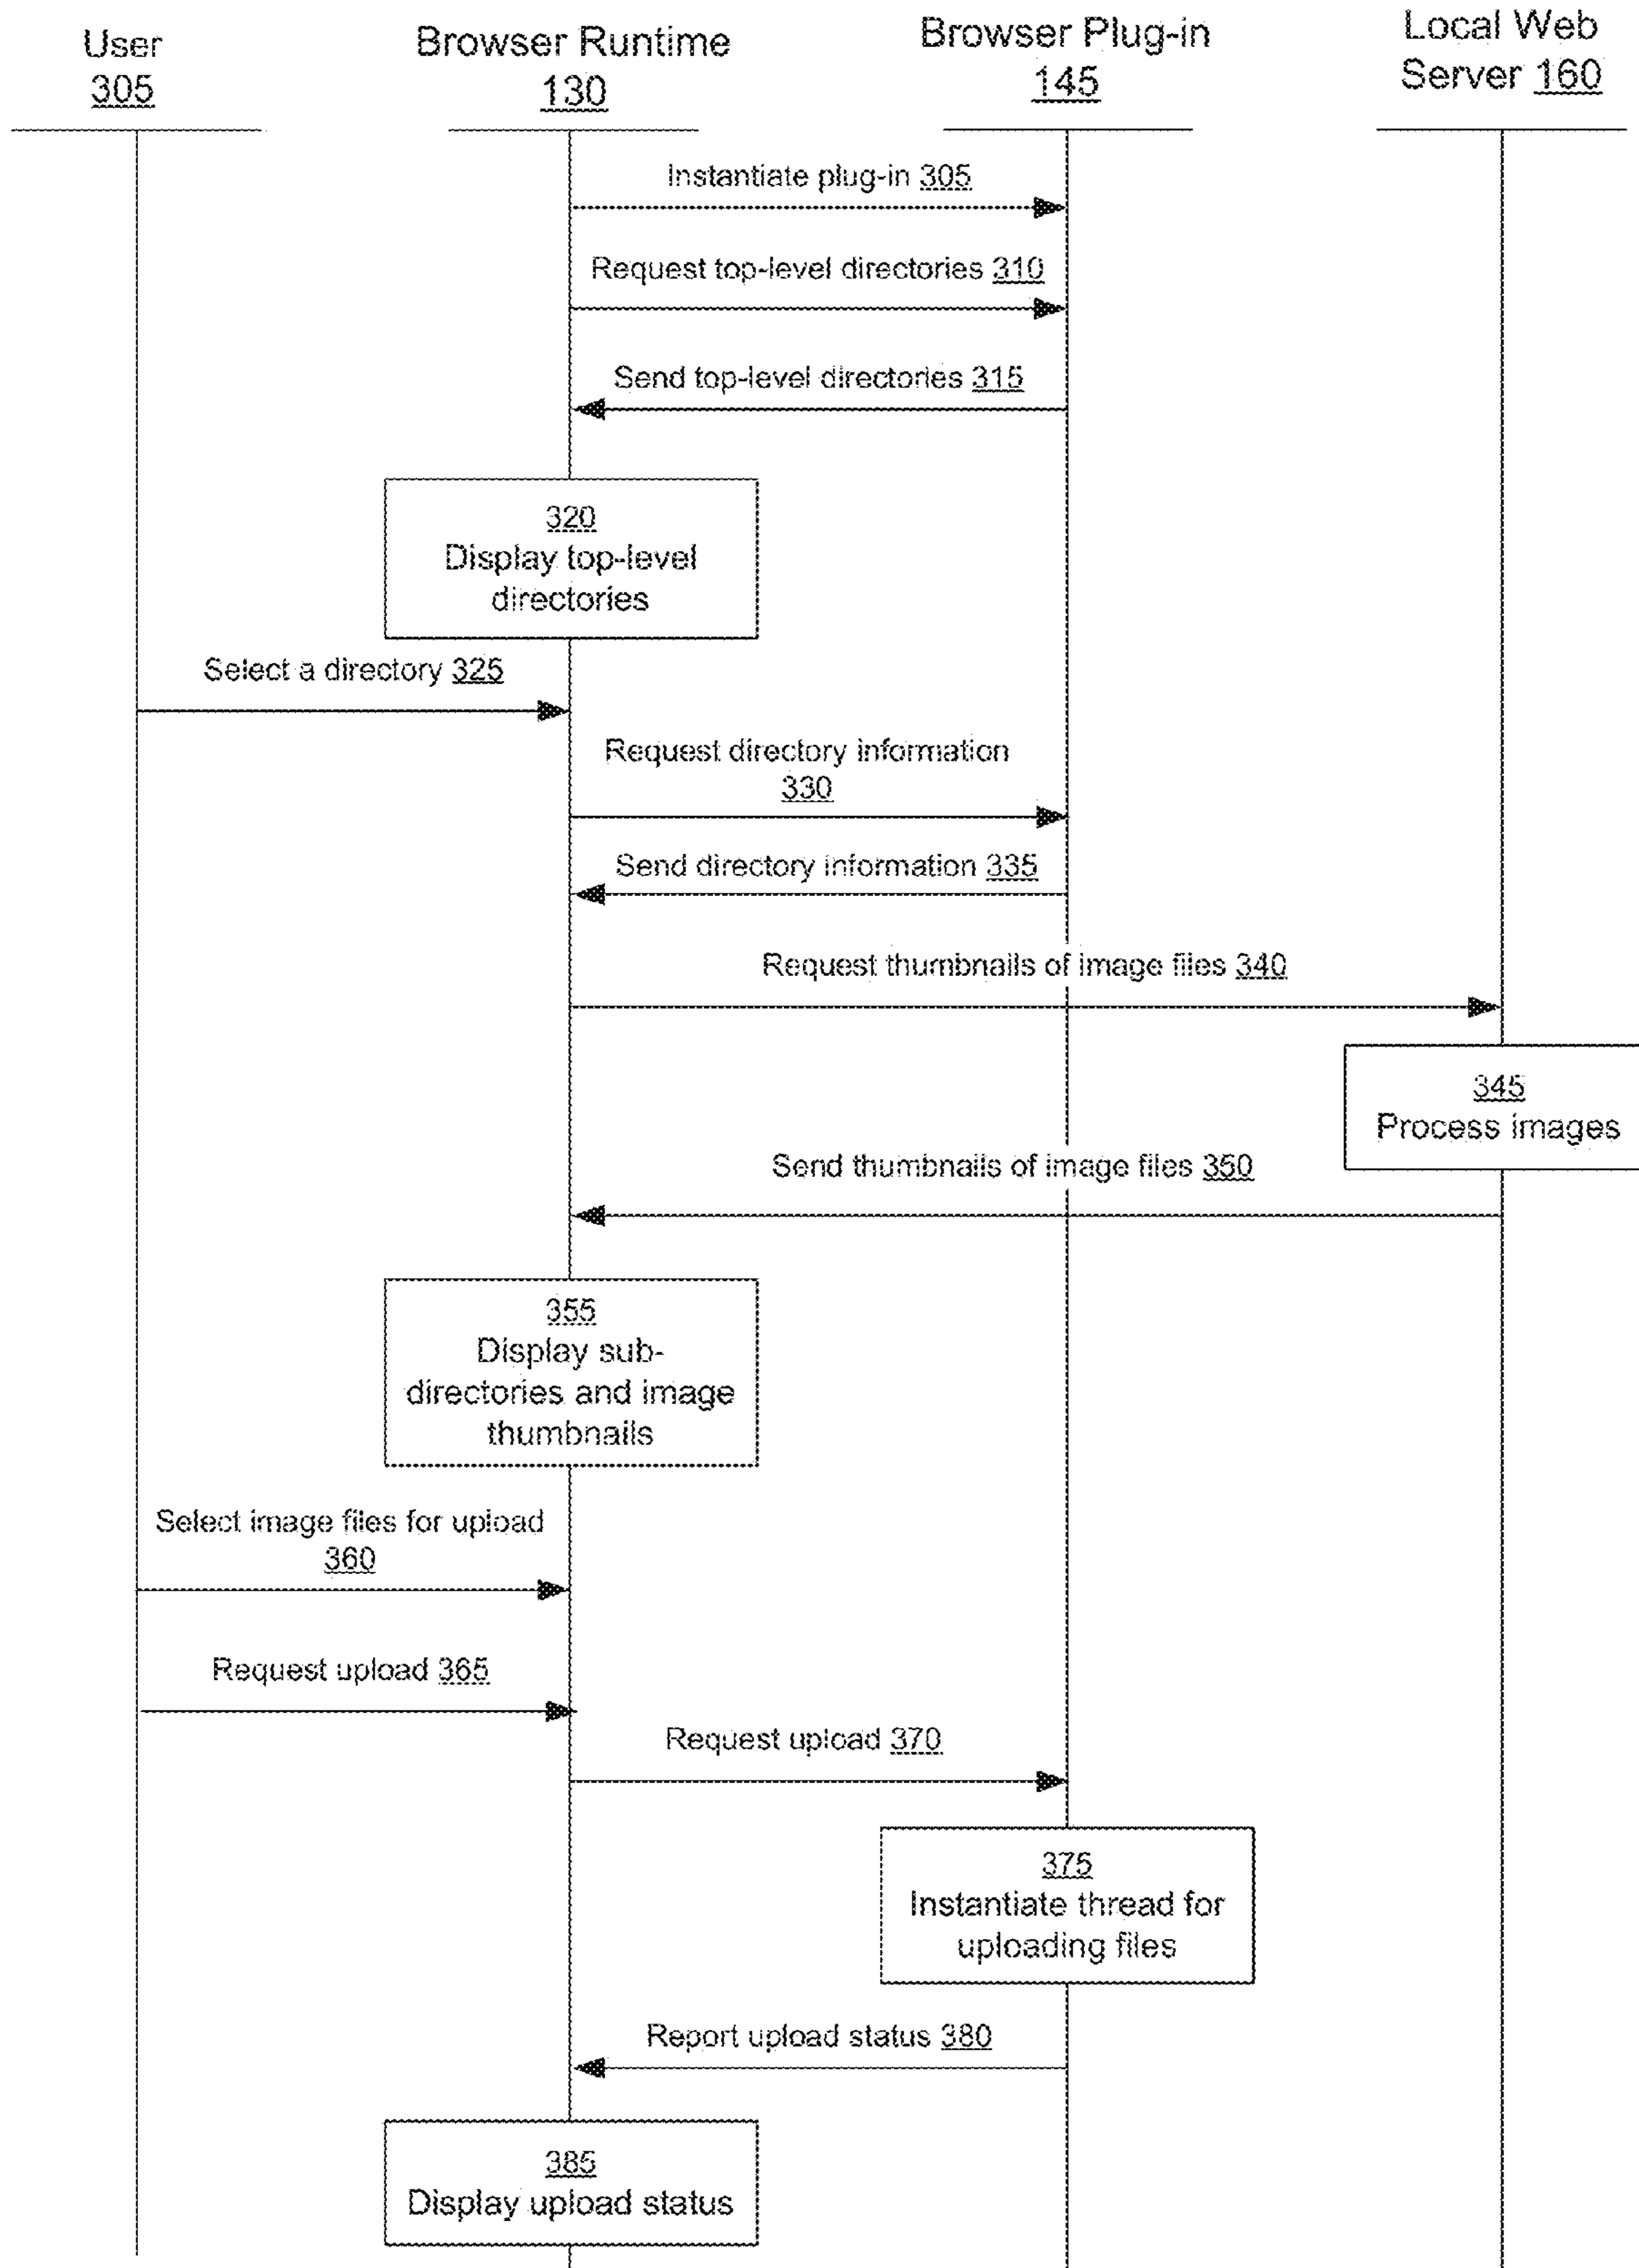 User
305
Browser Runtime
130
Browser Plug-in
145
Local Web
Server 160
Instantiate plug-in 305
Request top-level directories 310
Send top-level directories 315
320
Display top-level
directories
Select a directory 325
Request directory information
330
Send directory information 335
Request thumbnails of image files 340
345
Process images
Send thumbnails of image files 350
355
Display sub-
directories and image
thumbnails
Select image files for upload
360
Request upload 365
Request upload 370
375
Instantiate thread for
uploading files
Report upload status 380
385
Display upload status